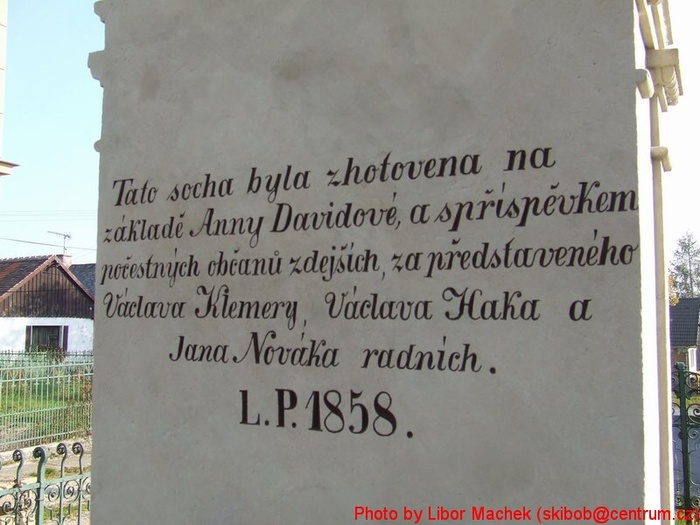 Tato socha byla zhotovena na
základě Anny Davidové, a spříspěvkem
počestných občanů zdejších, za představeného
Václava Klemery, Václava Haka a
Jana Nováka radních.
L.P. 1858.
Photo by Libor Machek (skibob@centrum.cz)